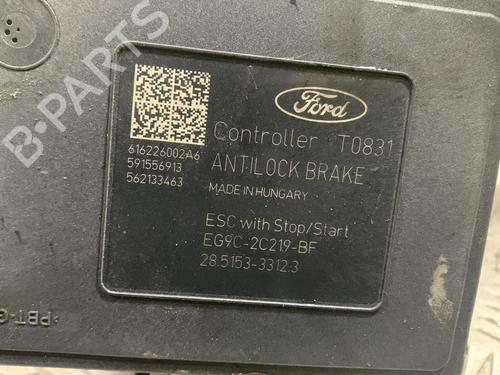 Ford
Controller T0831
616226002A6
591556913
562133463
ANTILOCK BRAKE
MADE IN HUNGARY
ESC with Stop/Start
EG9C-2C219-BF
28.5153-3312.3
B-PARTS